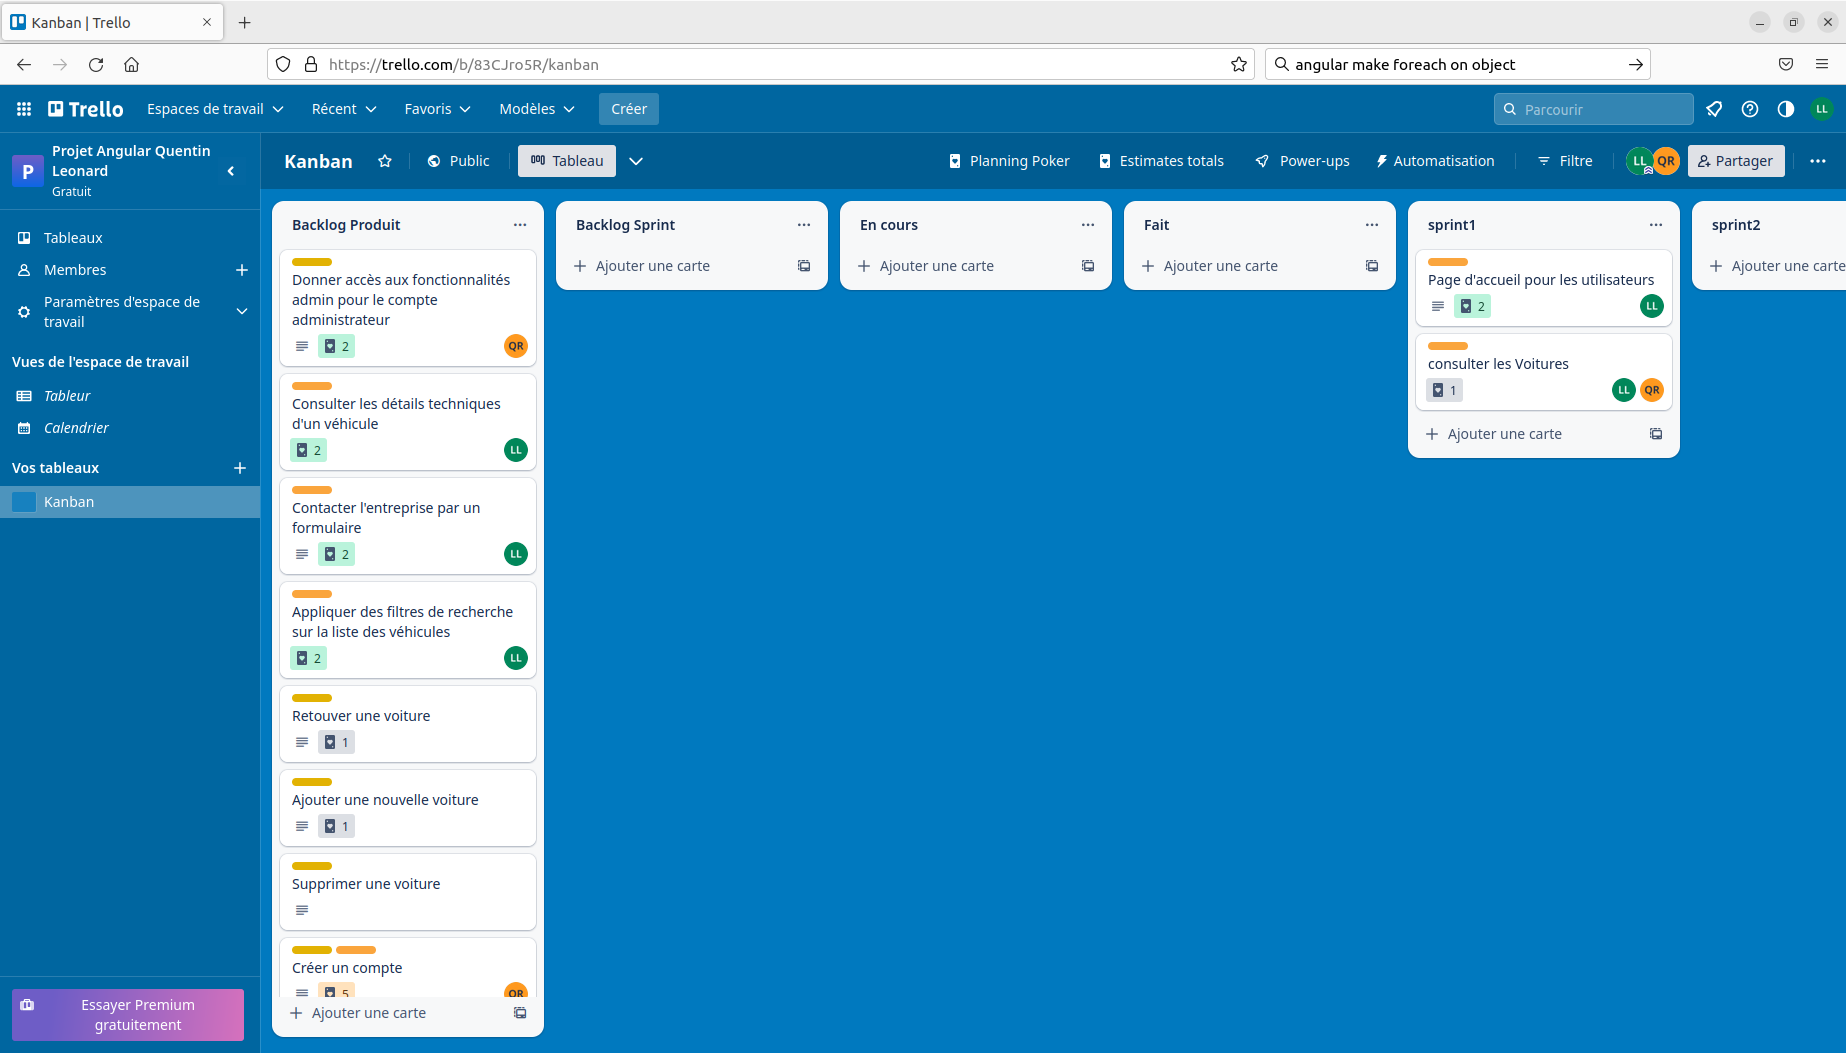 Kanban | Trello
https://trello.com/b/83CJro5R/kanban
angular make foreach on object
Trello
Espaces de travail
Récent
Favoris
Modèles
Créer
Parcourir
LL
P
Projet Angular Quentin
Leonard
Gratuit
Kanban
Public
Tableau
Planning Poker
Estimates totals
Power-ups
Automatisation
Filtre
LL
QR
Partager
Tableaux
Membres
Paramètres d'espace de
travail
Vues de l'espace de travail
Tableur
Calendrier
Vos tableaux
Kanban
Essayer Premium
gratuitement
Backlog Produit
Donner accès aux fonctionnalités
admin pour le compte
administrateur
2
QR
Consulter les détails techniques
d'un véhicule
2
LL
Contacter l'entreprise par un
formulaire
2
LL
Appliquer des filtres de recherche
sur la liste des véhicules
2
LL
Retouver une voiture
1
Ajouter une nouvelle voiture
1
Supprimer une voiture
Créer un compte
5
QR
Ajouter une carte
Backlog Sprint
Ajouter une carte
En cours
Ajouter une carte
Fait
Ajouter une carte
sprint1
Page d'accueil pour les utilisateurs
2
LL
consulter les Voitures
1
LL
QR
Ajouter une carte
sprint2
Ajouter une carte